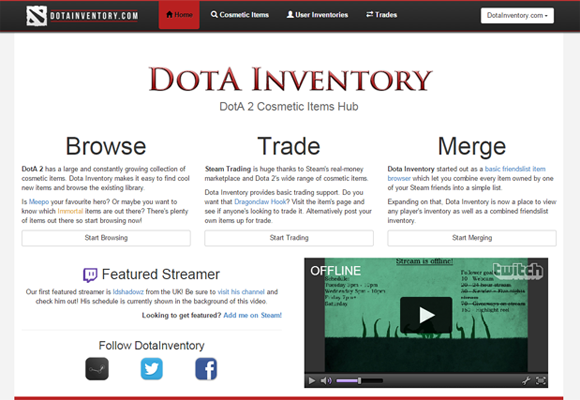 DOTAINVENTORY.COM
Home
Cosmetic Items
User Inventories
Trades
DotaInventory.com
DOTA INVENTORY
DotA 2 Cosmetic Items Hub
Browse
DotA 2 has a large and constantly growing collection of
cosmetic items. Dota Inventory makes it easy to find cool
new items and browse the existing library.
Is Meepo your favourite hero? Or maybe you want to
know which Immortal items are out there? There's plenty
of items out there so start browsing now!
Start Browsing
Trade
Steam Trading is huge thanks to Steam's real-money
marketplace and Dota 2's wide range of cosmetic items.
Dota Inventory provides basic trading support. Do you
want that Dragonclaw Hook? Visit the item's page and
see if anyone's looking to trade it. Alternatively post your
own items up for trade.
Start Trading
Merge
Dota Inventory started out as a basic friendslist item
browser which let you combine every item owned by one
of your Steam friends into a simple list.
Expanding on that, Dota Inventory is now a place to view
any player's inventory as well as a combined friendslist
inventory.
Start Merging
Featured Streamer
Our first featured streamer is Idshadowz from the UK! Be sure to visit his channel and
check him out! His schedule is currently shown in the background of this video.
Looking to get featured? Add me on Steam!
Follow DotaInventory
OFFLINE
Stream is offline!
twitch
Schedule:
Saturday